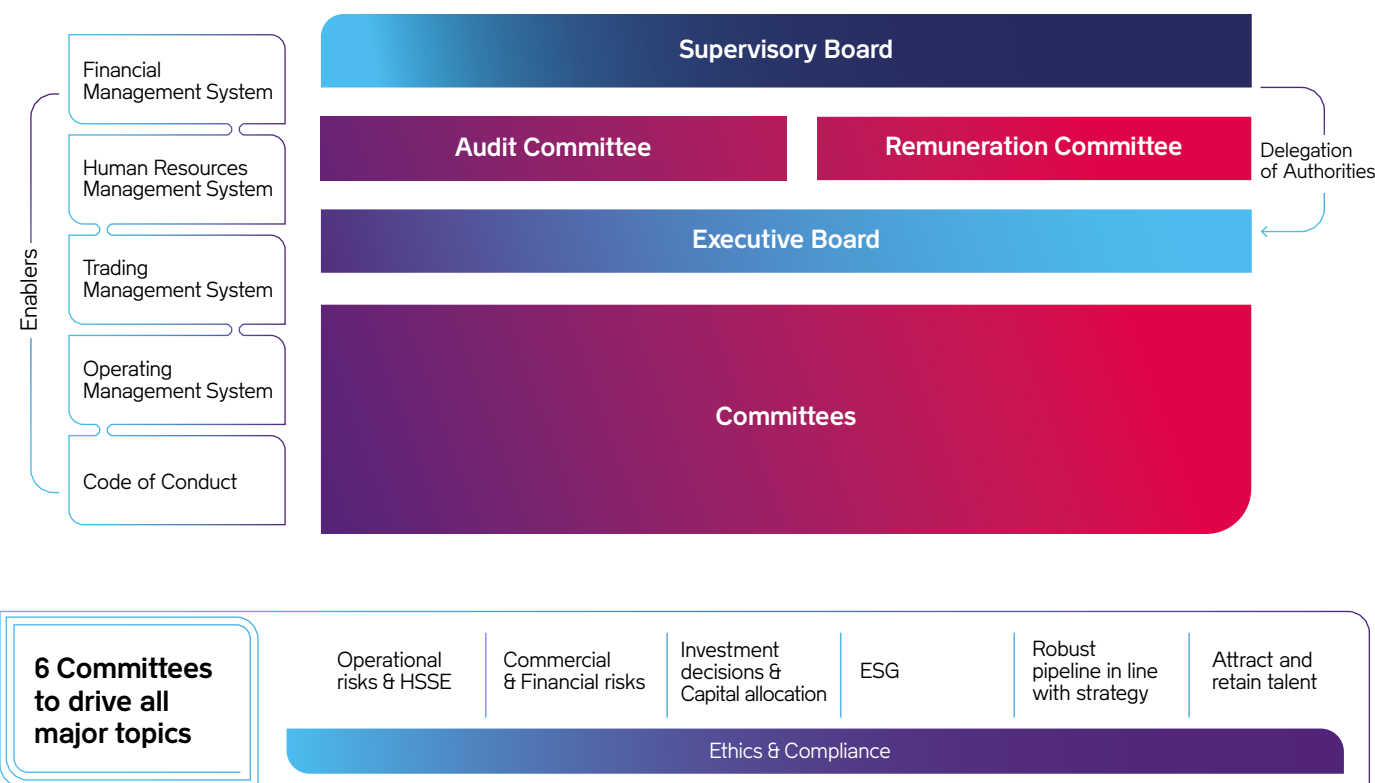 Enablers
Financial
Management System
Human Resources
Management System
Trading
Management System
Operating
Management System
Code of Conduct
Supervisory Board
Audit Committee
Remuneration Committee
Executive Board
Committees
Delegation
of Authorities
6 Committees
to drive all
major topics
Operational
risks & HSSE
Commercial
& Financial risks
Investment
decisions &
Capital allocation
ESG
Robust
pipeline in line
with strategy
Attract and
retain talent
Ethics & Compliance